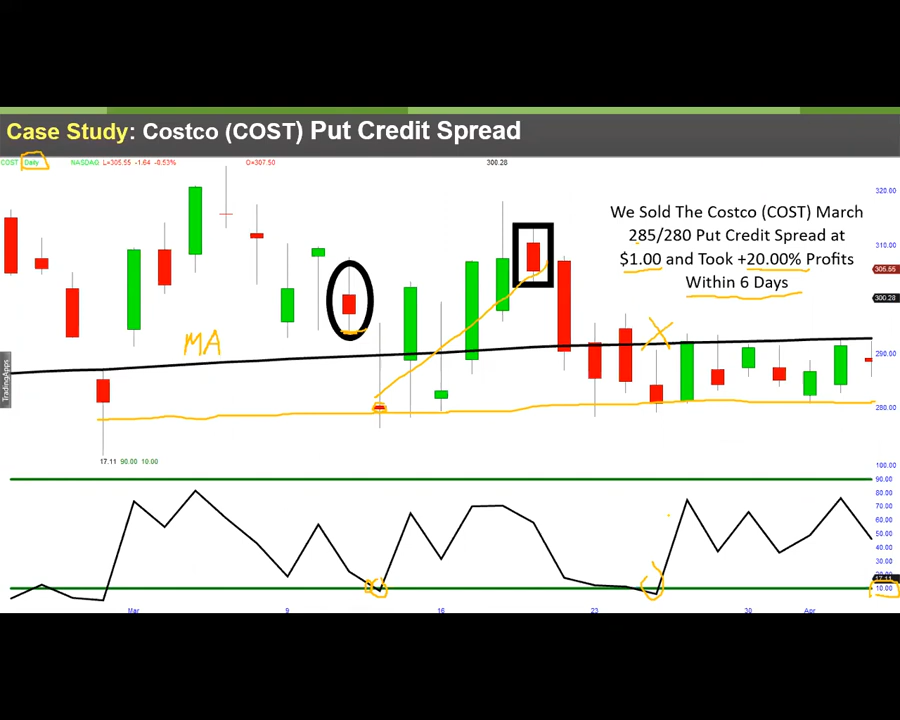 Case Study: Costco (COST) Put Credit Spread
COST Daily NASDAQ L=305.55 -1.64 -0.53% O=307.50 300.28
320.00
We Sold The Costco (COST) March
285/280 Put Credit Spread at
$1.00 and Took +20.00% Profits
Within 6 Days
310.00
305.55
300.28
MA
290.00
280.00
TradingApps
17.11 90.00 10.00
100.00
90.00
80.00
70.00
60.00
50.00
40.00
30.00
20.00
17.11
10.00
Mar 9 16 23 30 Apr